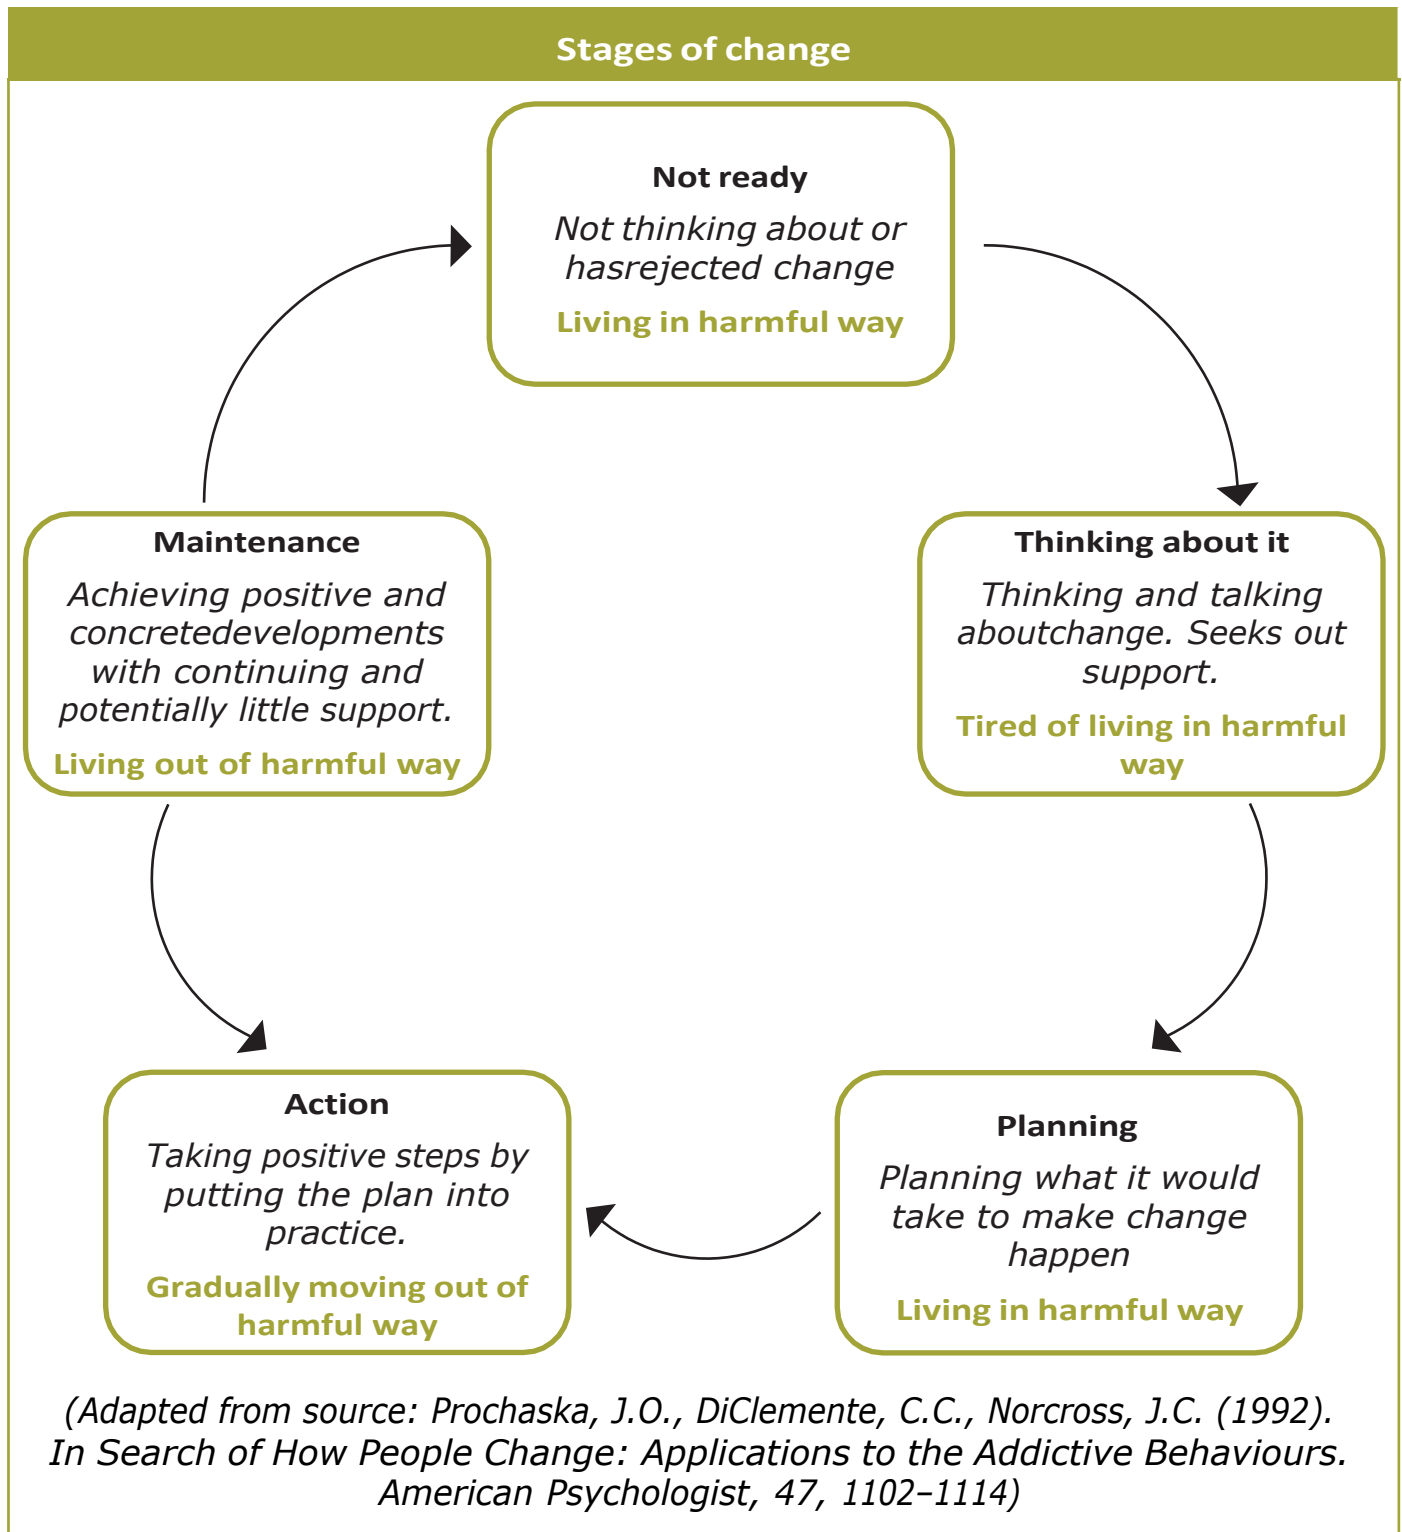 Stages of change
Not ready
Not thinking about or
hasrejected change
Living in harmful way
Thinking about it
Thinking and talking
aboutchange. Seeks out
support.
Tired of living in harmful
way
Planning
Planning what it would
take to make change
happen
Living in harmful way
Action
Taking positive steps by
putting the plan into
practice.
Gradually moving out of
harmful way
Maintenance
Achieving positive and
concretedevelopments
with continuing and
potentially little support.
Living out of harmful way
(Adapted from source: Prochaska, J.O., DiClemente, C.C., Norcross, J.C. (1992).
In Search of How People Change: Applications to the Addictive Behaviours.
American Psychologist, 47, 1102–1114)